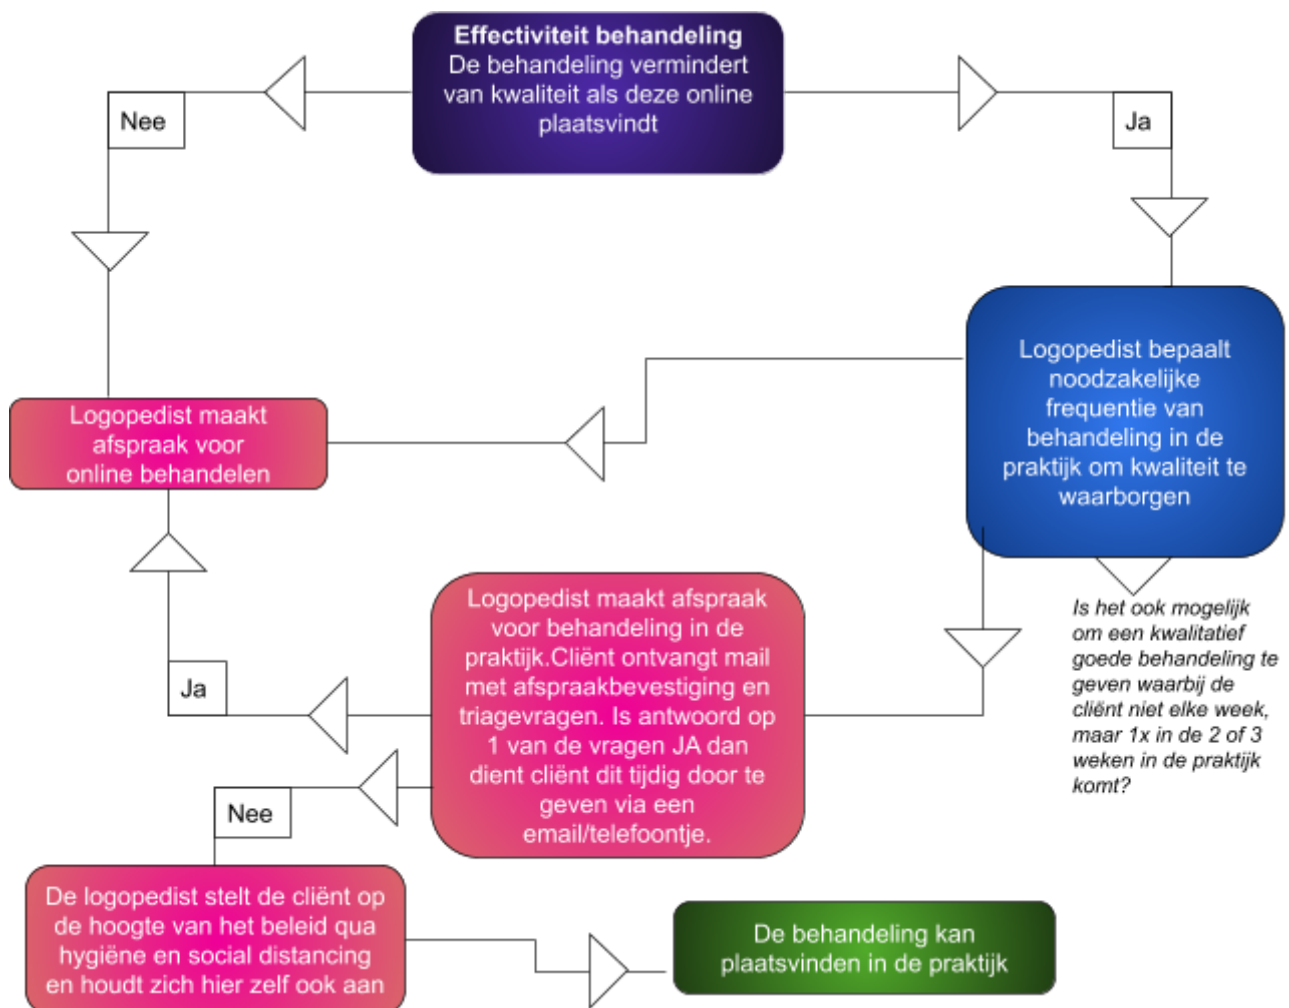 Effectiviteit behandeling
De behandeling vermindert
van kwaliteit als deze online
plaatsvindt
Nee
Ja
Logopedist bepaalt
noodzakelijke
frequentie van
behandeling in de
praktijk om kwaliteit te
waarborgen
Logopedist maakt
afspraak voor
online behandelen
Is het ook mogelijk
om een kwalitatief
goede behandeling te
geven waarbij de
cliënt niet elke week,
maar 1x in de 2 of 3
weken in de praktijk
komt?
Logopedist maakt afspraak
voor behandeling in de
praktijk.Cliënt ontvangt mail
met afspraakbevestiging en
triagevragen. Is antwoord op
1 van de vragen JA dan
dient cliënt dit tijdig door te
geven via een
email/telefoontje.
Ja
Nee
De logopedist stelt de cliënt op
de hoogte van het beleid qua
hygiëne en social distancing
en houdt zich hier zelf ook aan
De behandeling kan
plaatsvinden in de praktijk